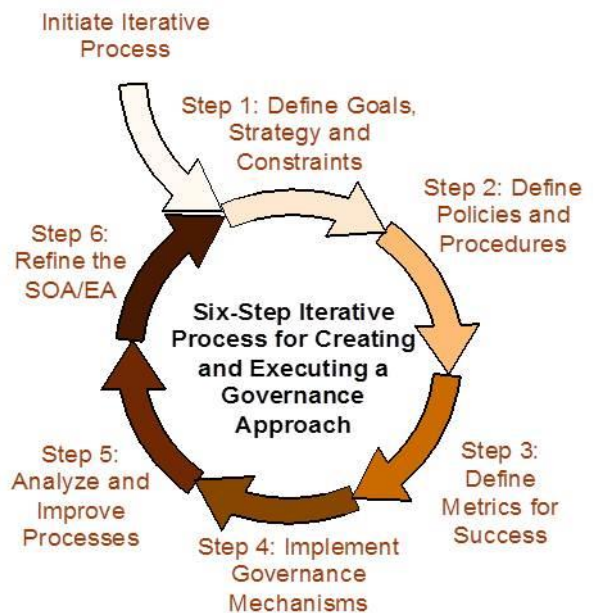 Initiate Iterative
Process
Step 1: Define Goals,
Strategy and
Constraints
Step 2: Define
Policies and
Procedures
Step 3:
Define
Metrics for
Success
Step 4: Implement
Governance
Mechanisms
Step 5:
Analyze and
Improve
Processes
Step 6:
Refine the
SOA/EA
Six-Step Iterative
Process for Creating
and Executing a
Governance
Approach